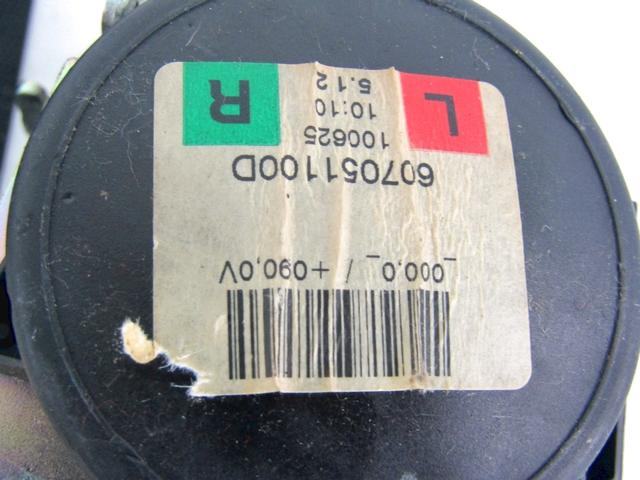 _000,0_ / +090,0V
607051100D
100625
L 10:10 R
5.12